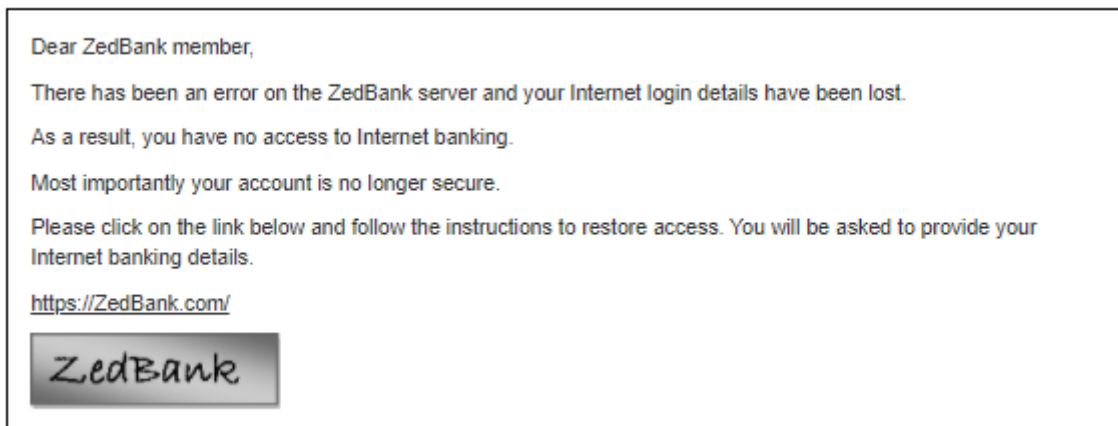 Dear ZedBank member,
There has been an error on the ZedBank server and your Internet login details have been lost.
As a result, you have no access to Internet banking.
Most importantly your account is no longer secure.
Please click on the link below and follow the instructions to restore access. You will be asked to provide your
Internet banking details.
https://ZedBank.com/
ZedBank